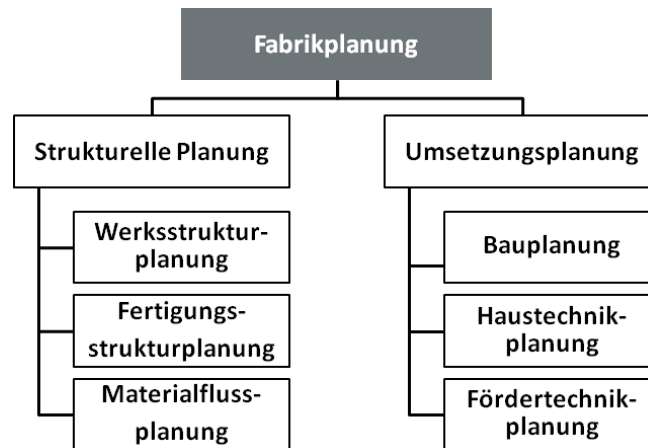 Fabrikplanung
Strukturelle Planung
Werksstruktur-
planung
Fertigungs-
strukturplanung
Materialfluss-
planung
Umsetzungsplanung
Bauplanung
Haustechnik-
planung
Fördertechnik-
planung